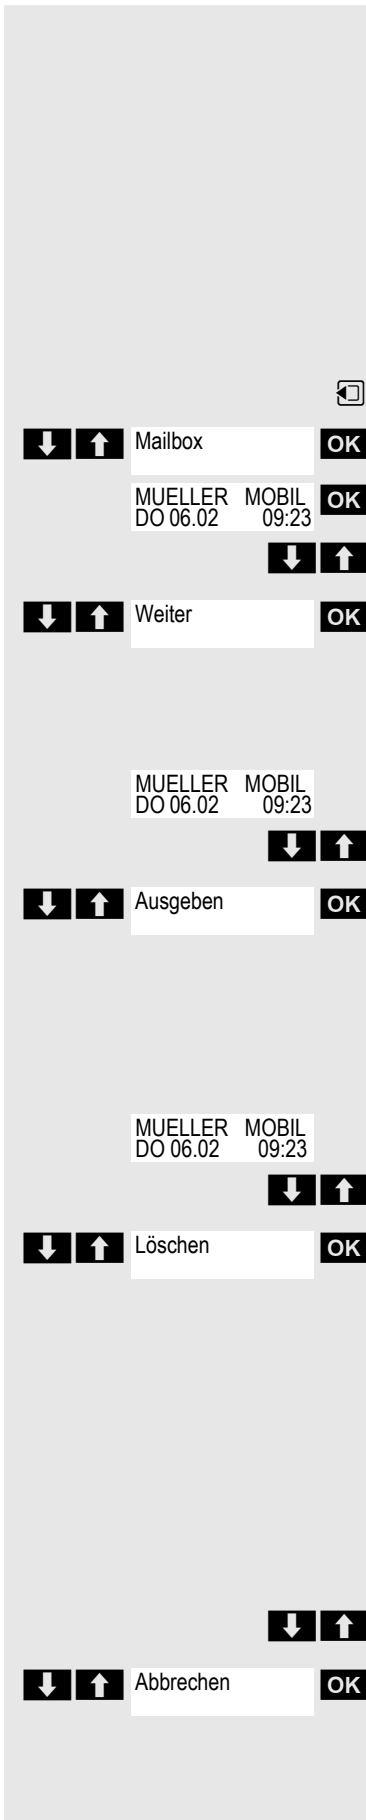 Mailbox OK
MUELLER MOBIL OK
DO 06.02 09:23
Weiter OK
MUELLER MOBIL
DO 06.02 09:23
Ausgeben OK
MUELLER MOBIL
DO 06.02 09:23
Löschen OK
Abbrechen OK